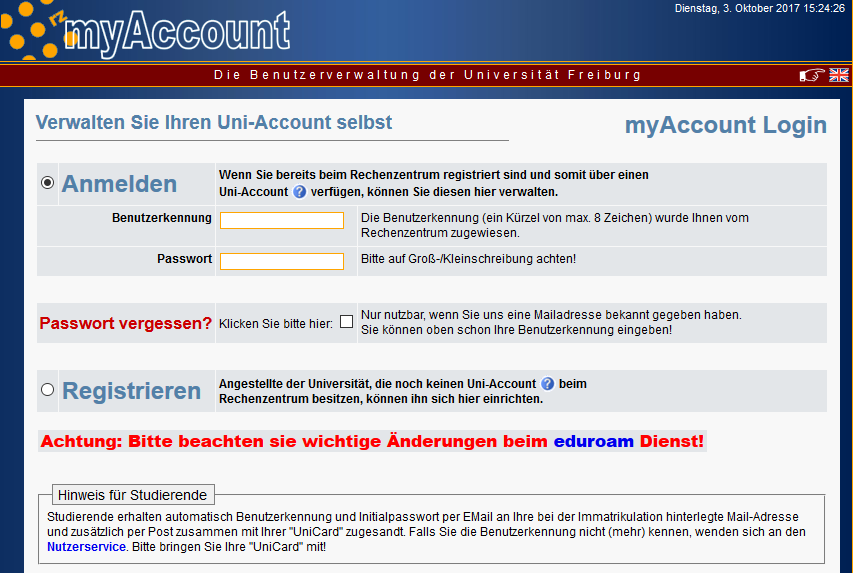 Dienstag, 3. Oktober 2017 15:24:26
myAccount
Die Benutzerverwaltung der Universität Freiburg
Verwalten Sie Ihren Uni-Account selbst
myAccount Login
Anmelden
Wenn Sie bereits beim Rechenzentrum registriert sind und somit über einen
Uni-Account ? verfügen, können Sie diesen hier verwalten.
Benutzerkennung
Die Benutzerkennung (ein Kürzel von max. 8 Zeichen) wurde Ihnen vom
Rechenzentrum zugewiesen.
Passwort
Bitte auf Groß-/Kleinschreibung achten!
Passwort vergessen?
Klicken Sie bitte hier:
Nur nutzbar, wenn Sie uns eine Mailadresse bekannt gegeben haben.
Sie können oben schon Ihre Benutzerkennung eingeben!
Registrieren
Angestellte der Universität, die noch keinen Uni-Account ? beim
Rechenzentrum besitzen, können ihn sich hier einrichten.
Achtung: Bitte beachten sie wichtige Änderungen beim eduroam Dienst!
Hinweis für Studierende
Studierende erhalten automatisch Benutzerkennung und Initialpasswort per EMail an Ihre bei der Immatrikulation hinterlegte Mail-Adresse
und zusätzlich per Post zusammen mit Ihrer "UniCard" zugesandt. Falls Sie die Benutzerkennung nicht (mehr) kennen, wenden sich an den
Nutzerservice. Bitte bringen Sie Ihre "UniCard" mit!